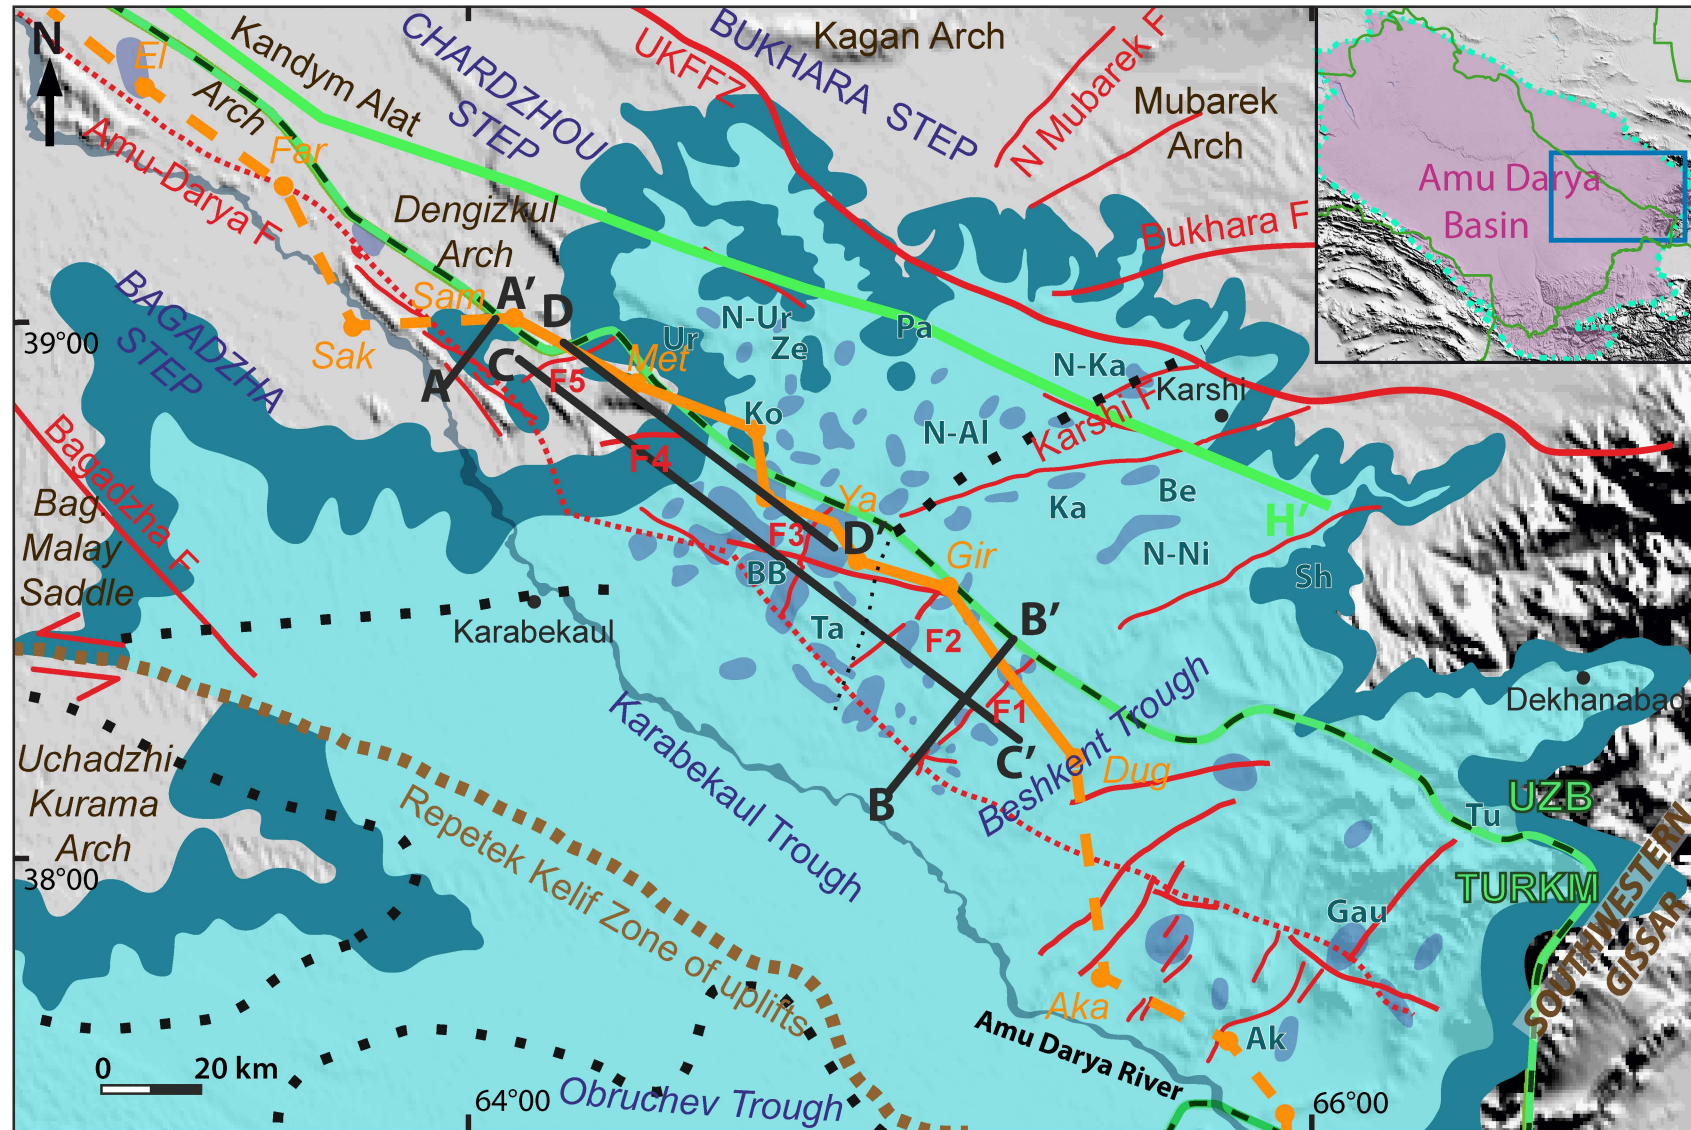 N
El
Kandym Alat
Arch
CHARDZHOU
STEP
UKFFZ
BUKHARA STEP
Kagan Arch
N Mubarek F
Mubarek
Arch
Amu Darya
Basin
Far
Amu-Darya F
Dengizkul
Arch
Bukhara F
BAGADZHA
STEP
39°00
Sak
Sam
A'
D
A
C
F5
Met
Ur
N-Ur
Ze
Pa
N-Ka
Karshi
Karshi F
Ko
N-Al
Ka
Be
N-Ni
H'
Sh
F4
Bagadzha F
Bag.
Malay
Saddle
Ya
F3
D'
BB
Gir
Ta
F2
B'
Karabekaul
F1
C'
B
Beshkent Trough
Dug
Dekhanabad
Karabekaul Trough
Uchadzhi
Kurama
Arch
Repetek Kelif Zone of uplifts
38°00
Tu
UZB
TURKM
SOUTHWESTERN
GISSAR
Gau
Aka
Ak
Amu Darya River
0 20 km
64°00
Obruchev Trough
66°00